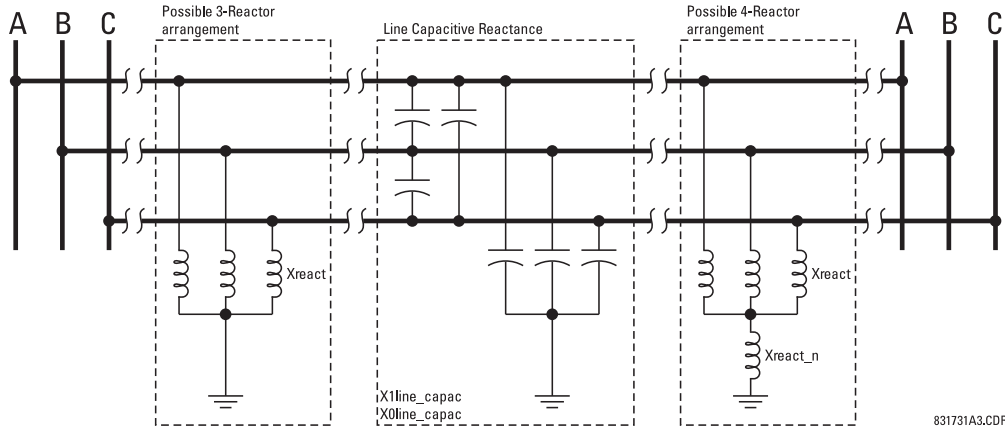 A B C
Possible 3-Reactor
arrangement
Line Capacitive Reactance
Possible 4-Reactor
arrangement
A B C
Xreact
Xreact
Xreact_n
X1line_capac
X0line_capac
831731A3.CDR